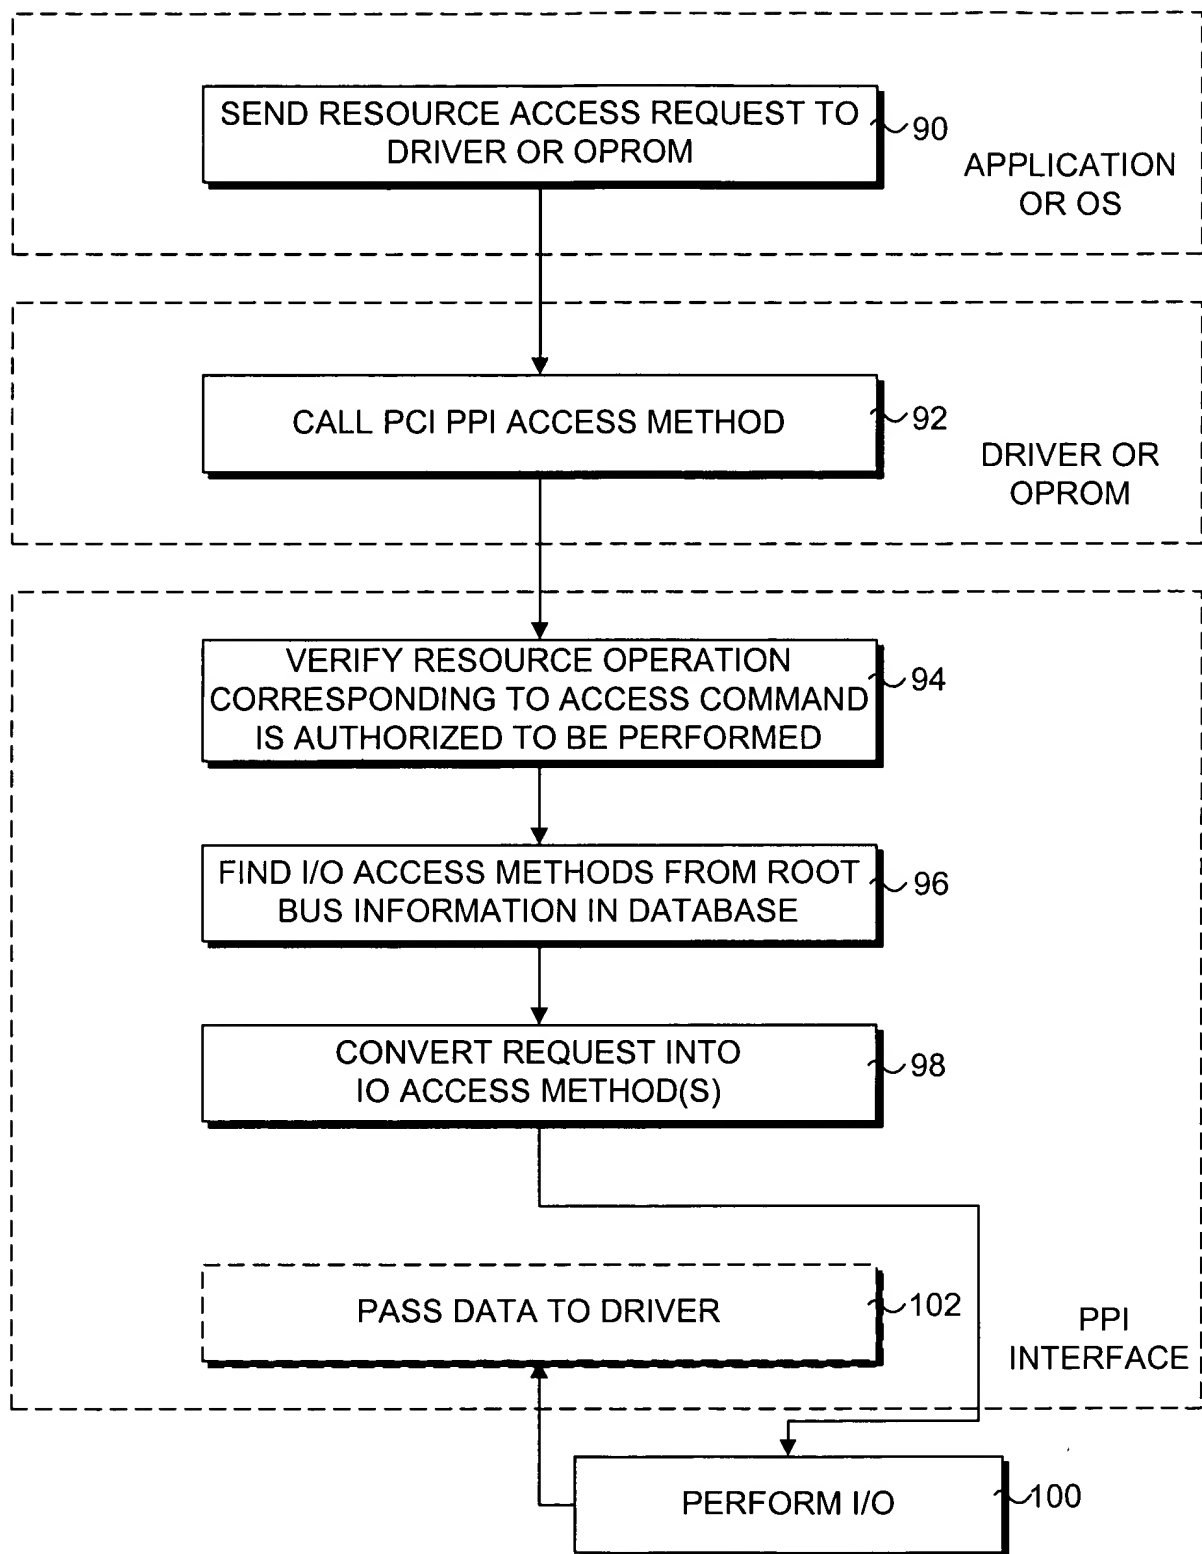 SEND RESOURCE ACCESS REQUEST TO
DRIVER OR OPROM
90
APPLICATION
OR OS
CALL PCI PPI ACCESS METHOD
92
DRIVER OR
OPROM
VERIFY RESOURCE OPERATION
CORRESPONDING TO ACCESS COMMAND
IS AUTHORIZED TO BE PERFORMED
94
FIND I/O ACCESS METHODS FROM ROOT
BUS INFORMATION IN DATABASE
96
CONVERT REQUEST INTO
IO ACCESS METHOD(S)
98
PASS DATA TO DRIVER
102
PPI
INTERFACE
PERFORM I/O
100